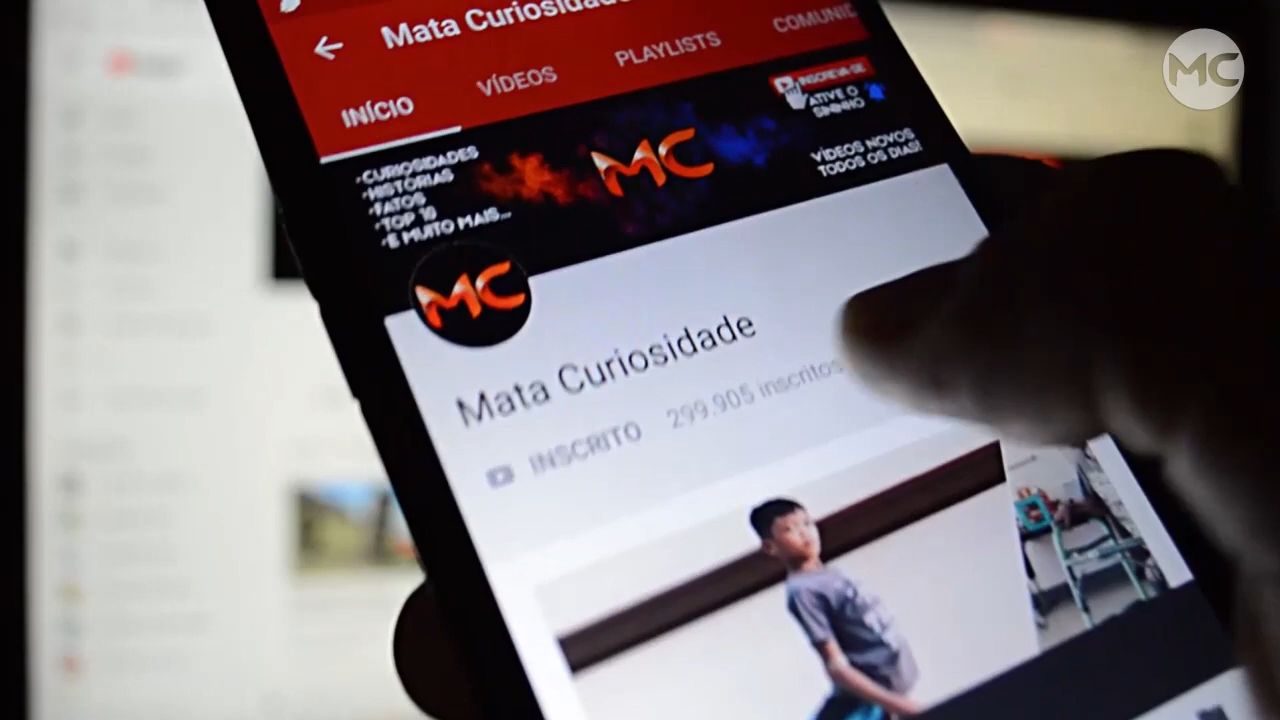 Mata Curiosidade
INÍCIO VÍDEOS PLAYLISTS COMUNID
•CURIOSIDADES
•HISTÓRIAS
•FATOS
•TOP 10
•E MUITO MAIS...
MC
INSCREVA-SE
ATIVE O
SININHO
VÍDEOS NOVOS
TODOS OS DIAS!
MC
Mata Curiosidade
INSCRITO 299.905 inscritos
MC